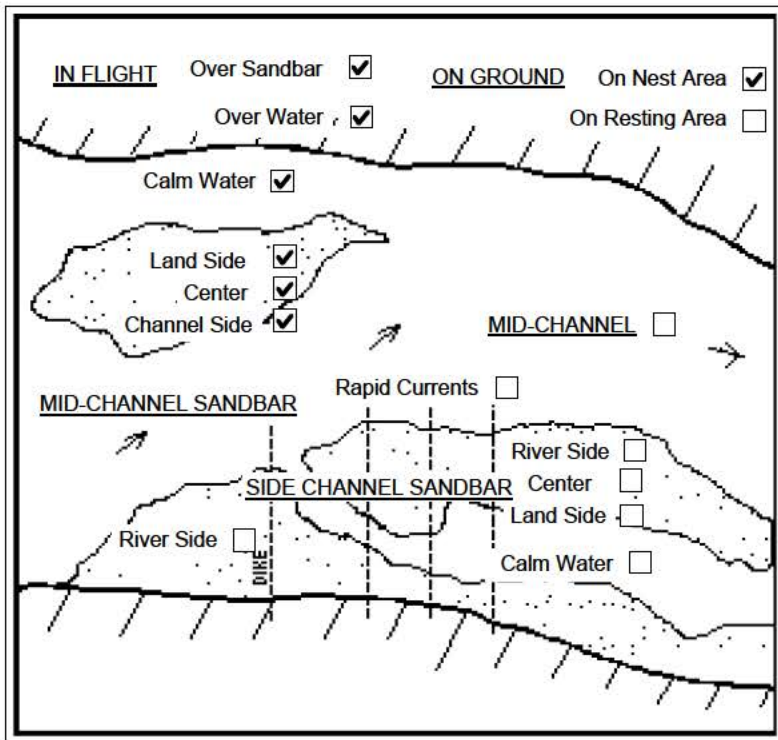 IN FLIGHT Over Sandbar ☑ ON GROUND On Nest Area ☑
Over Water ☑ On Resting Area ☐
Calm Water ☑
Land Side ☑
Center ☑
Channel Side ☑
MID-CHANNEL ☐
Rapid Currents ☐
MID-CHANNEL SANDBAR
River Side ☐
SIDE CHANNEL SANDBAR Center ☐
Land Side ☐
River Side ☐
DIKE
Calm Water ☐